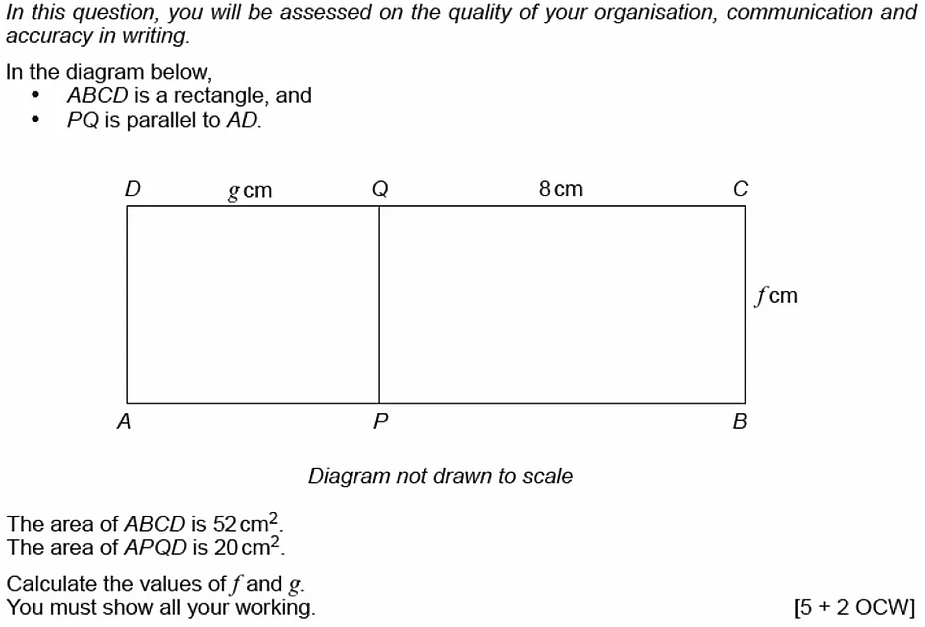 In this question, you will be assessed on the quality of your organisation, communication and
accuracy in writing.
In the diagram below,
• ABCD is a rectangle, and
• PQ is parallel to AD.
D g cm Q 8 cm C
f cm
A P B
Diagram not drawn to scale
The area of ABCD is 52 cm².
The area of APQD is 20 cm².
Calculate the values of f and g.
You must show all your working. [5 + 2 OCW]